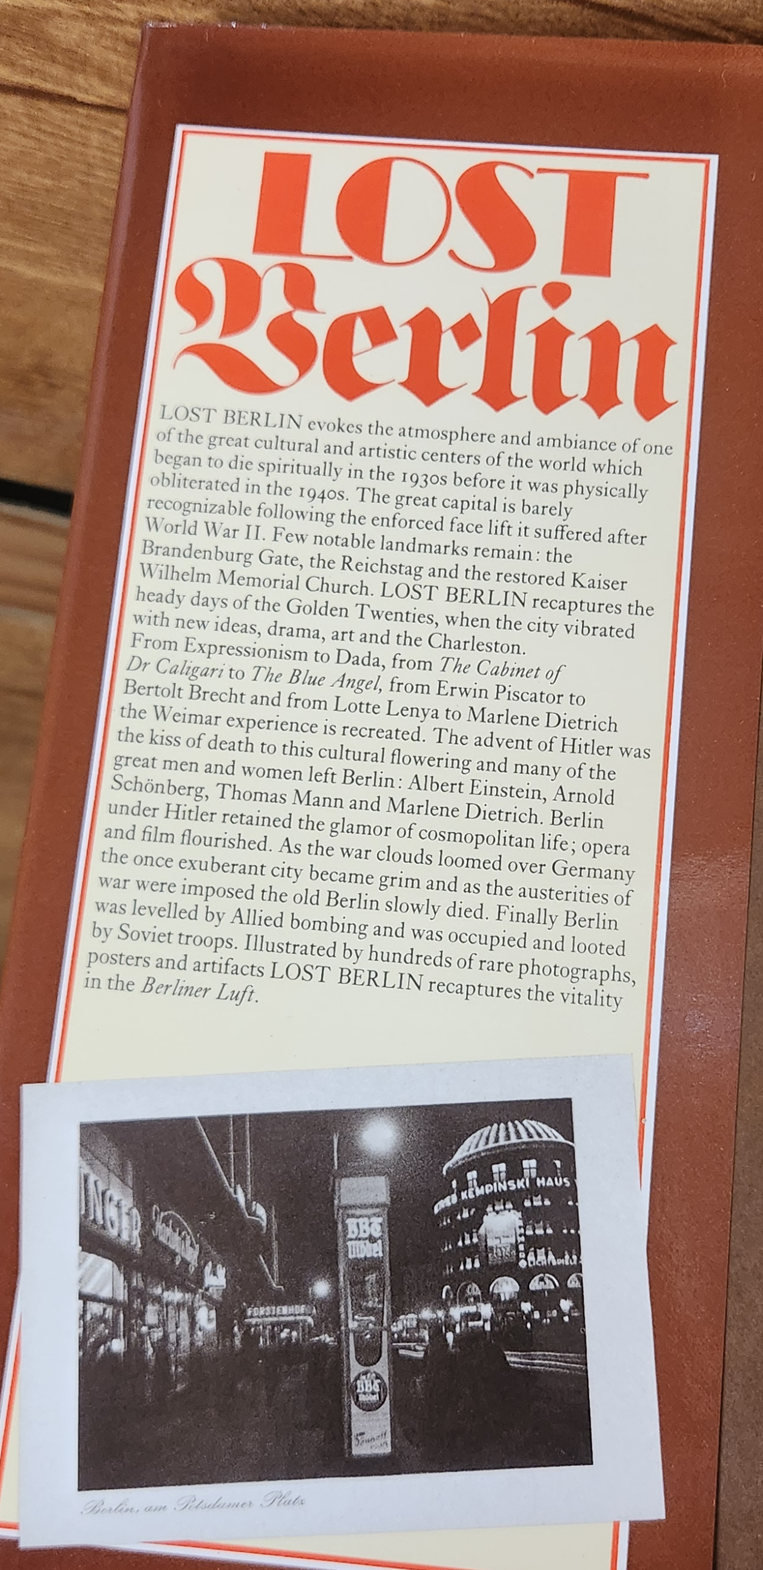 LOST
Berlin
LOST BERLIN evokes the atmosphere and ambiance of one
of the great cultural and artistic centers of the world which
began to die spiritually in the 1930s before it was physically
obliterated in the 1940s. The great capital is barely
recognizable following the enforced face lift it suffered after
World War II. Few notable landmarks remain: the
Brandenburg Gate, the Reichstag and the restored Kaiser
Wilhelm Memorial Church. LOST BERLIN recaptures the
heady days of the Golden Twenties, when the city vibrated
with new ideas, drama, art and the Charleston.
From Expressionism to Dada, from The Cabinet of
Dr Caligari to The Blue Angel, from Erwin Piscator to
Bertolt Brecht and from Lotte Lenya to Marlene Dietrich
the Weimar experience is recreated. The advent of Hitler was
the kiss of death to this cultural flowering and many of the
great men and women left Berlin: Albert Einstein, Arnold
Schönberg, Thomas Mann and Marlene Dietrich. Berlin
under Hitler retained the glamor of cosmopolitan life; opera
and film flourished. As the war clouds loomed over Germany
the once exuberant city became grim and as the austerities of
war were imposed the old Berlin slowly died. Finally Berlin
was levelled by Allied bombing and was occupied and looted
by Soviet troops. Illustrated by hundreds of rare photographs,
posters and artifacts LOST BERLIN recaptures the vitality
in the Berliner Luft.
INGER
KEMPINSKI HAUS
BBG
Möbel
LICHTSPIELE
FÜRSTENHOF
BBG
Möbel
Berlin, am Potsdamer Platz